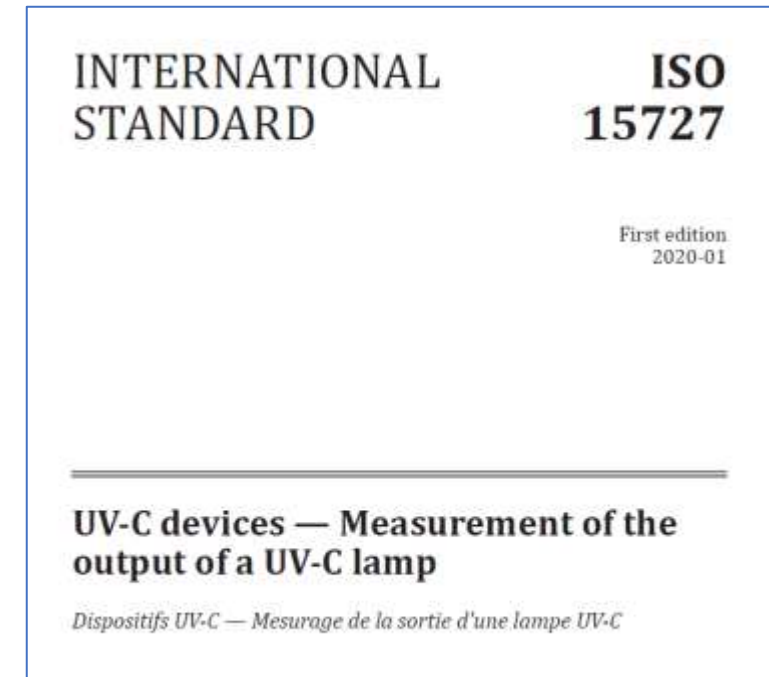 INTERNATIONAL
STANDARD
ISO
15727
First edition
2020-01
UV-C devices — Measurement of the
output of a UV-C lamp
Dispositifs UV-C — Mesurage de la sortie d'une lampe UV-C